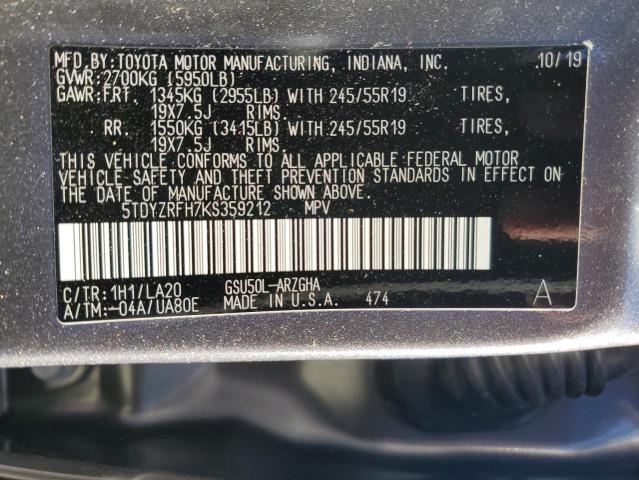 MFD.BY:TOYOTA MOTOR MANUFACTURING, INDIANA, INC. 10/19
GVWR:2700KG (5950LB)
GAWR:FRT. 1345KG (2955LB) WITH 245/55R19 TIRES,
19X7.5J RIMS.
RR. 1550KG (3415LB) WITH 245/55R19 TIRES,
19X7.5J RIMS.
THIS VEHICLE CONFORMS TO ALL APPLICABLE FEDERAL MOTOR
VEHICLE SAFETY AND THEFT PREVENTION STANDARDS IN EFFECT ON
THE DATE OF MANUFACTURE SHOWN ABOVE.
5TDYZRFH7KS359212 MPV
C/TR:1H1/LA20 GSU50L-ARZGHA A
A/TM:-04A/UA80E MADE IN U.S.A. 474